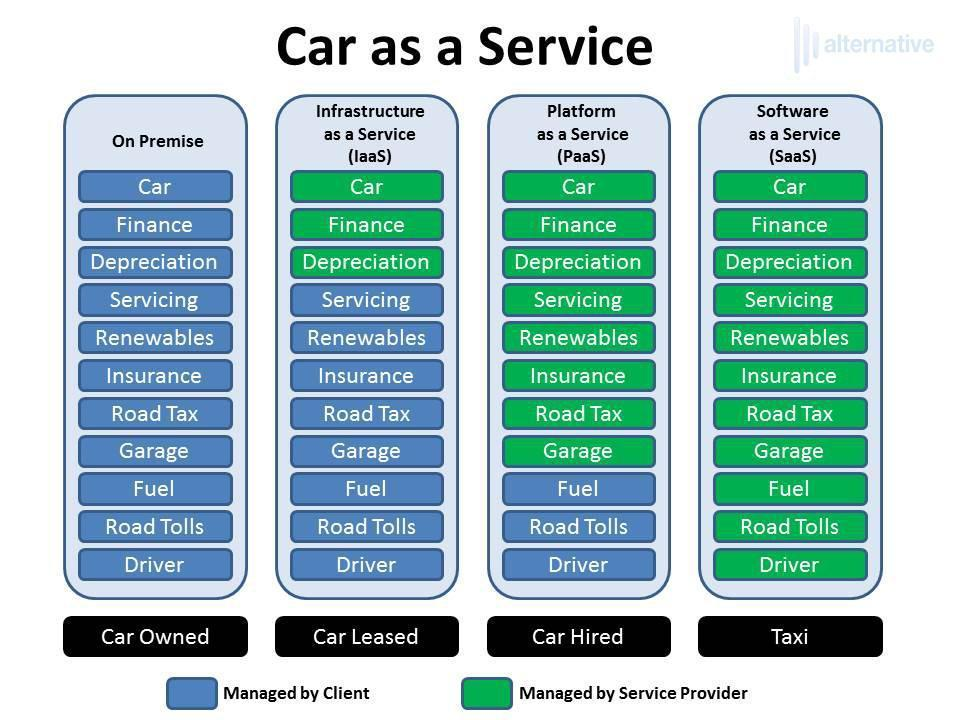 Car as a Service
alternative
On Premise
Car
Finance
Depreciation
Servicing
Renewables
Insurance
Road Tax
Garage
Fuel
Road Tolls
Driver
Car Owned
Infrastructure
as a Service
(IaaS)
Car
Finance
Depreciation
Servicing
Renewables
Insurance
Road Tax
Garage
Fuel
Road Tolls
Driver
Car Leased
Platform
as a Service
(PaaS)
Car
Finance
Depreciation
Servicing
Renewables
Insurance
Road Tax
Garage
Fuel
Road Tolls
Driver
Car Hired
Software
as a Service
(SaaS)
Car
Finance
Depreciation
Servicing
Renewables
Insurance
Road Tax
Garage
Fuel
Road Tolls
Driver
Taxi
Managed by Client
Managed by Service Provider